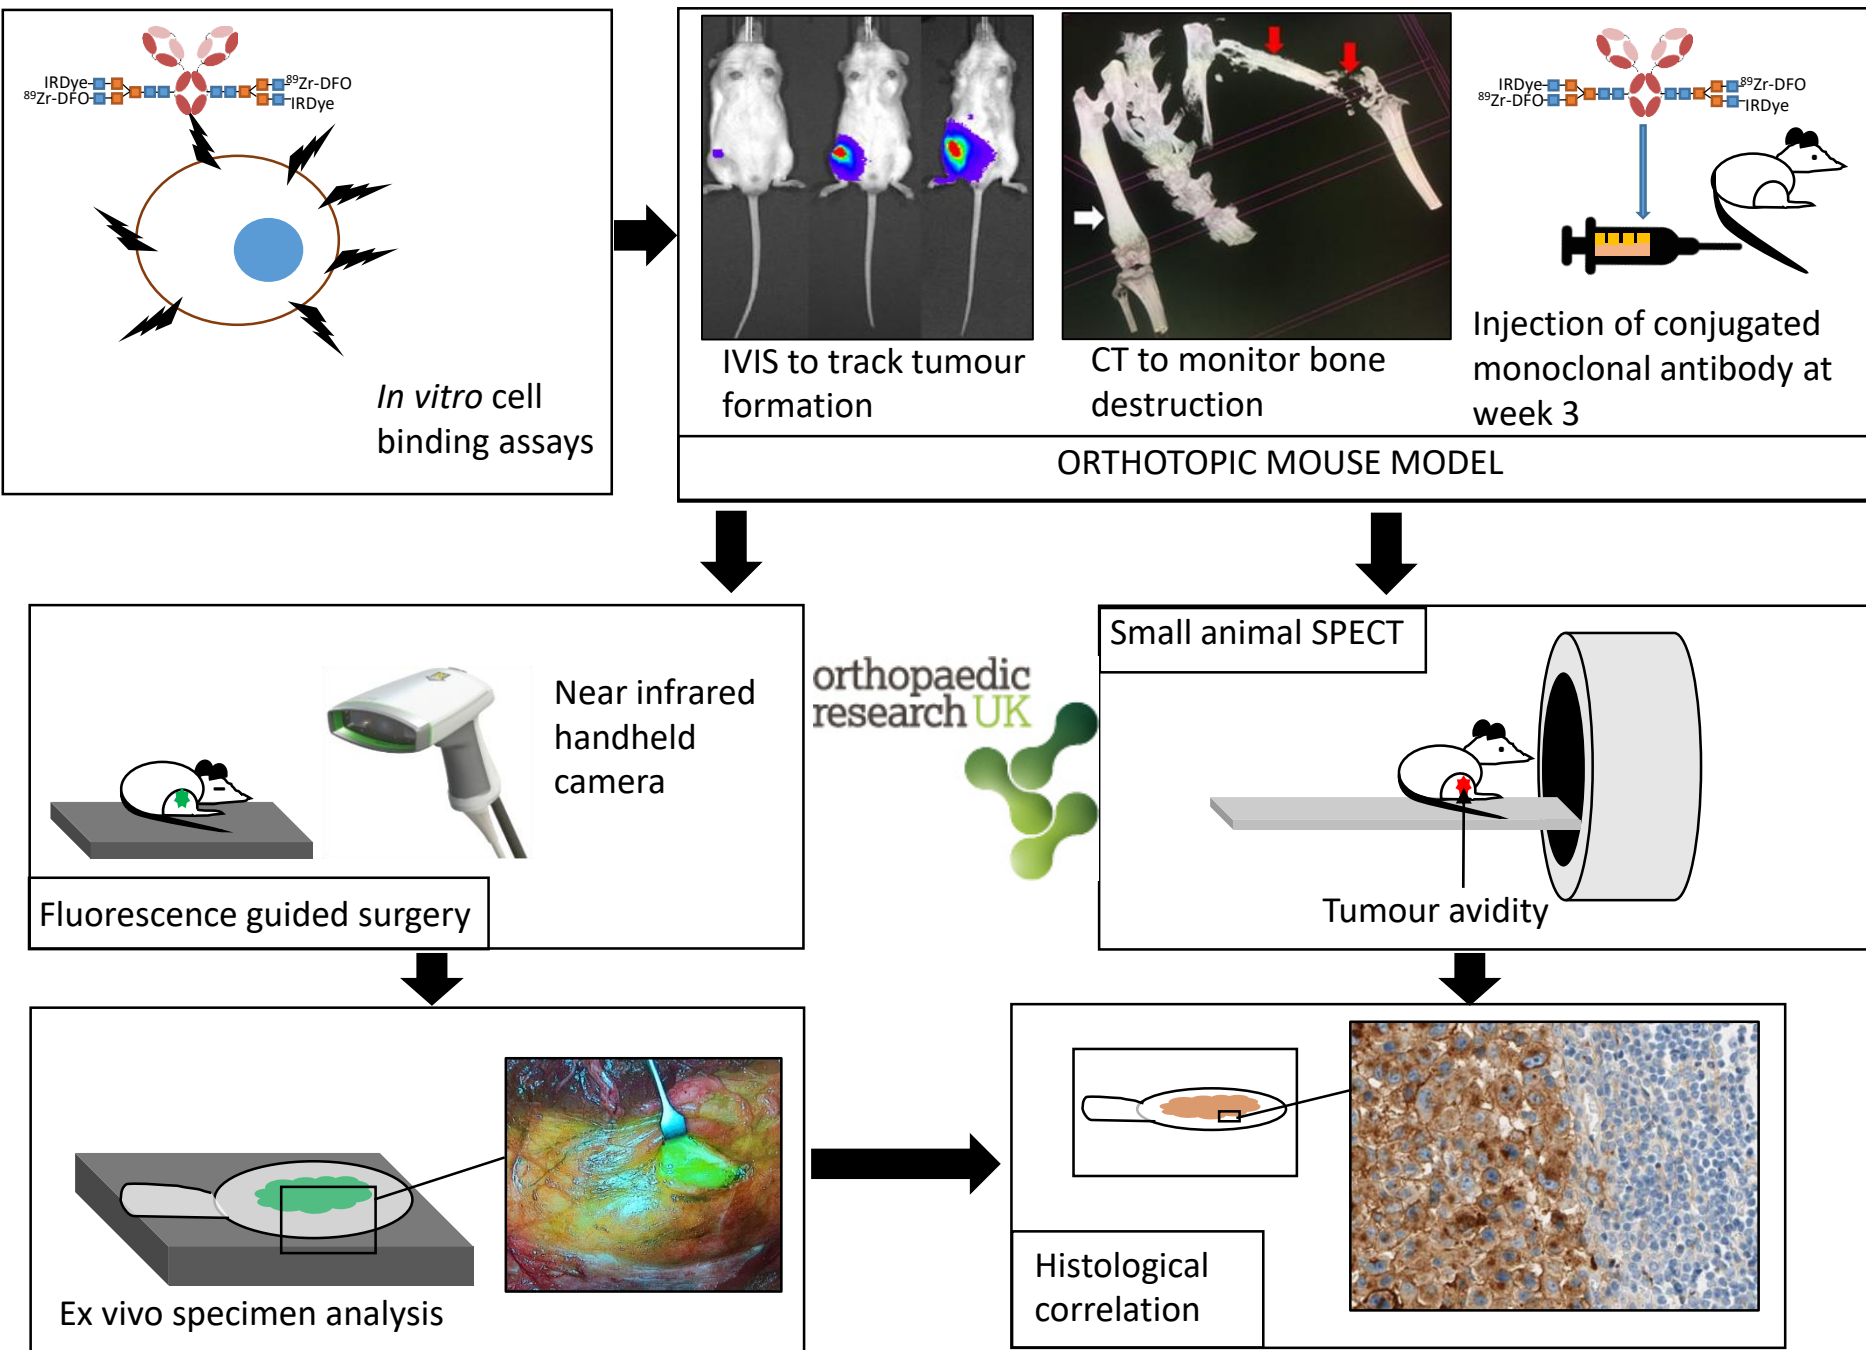 IRDye
⁸⁹Zr-DFO
⁸⁹Zr-DFO
IRDye
In vitro cell
binding assays
IVIS to track tumour
formation
CT to monitor bone
destruction
IRDye
⁸⁹Zr-DFO
⁸⁹Zr-DFO
IRDye
Injection of conjugated
monoclonal antibody at
week 3
ORTHOTOPIC MOUSE MODEL
Near infrared
handheld
camera
Fluorescence guided surgery
orthopaedic
research UK
Small animal SPECT
Tumour avidity
Ex vivo specimen analysis
Histological
correlation